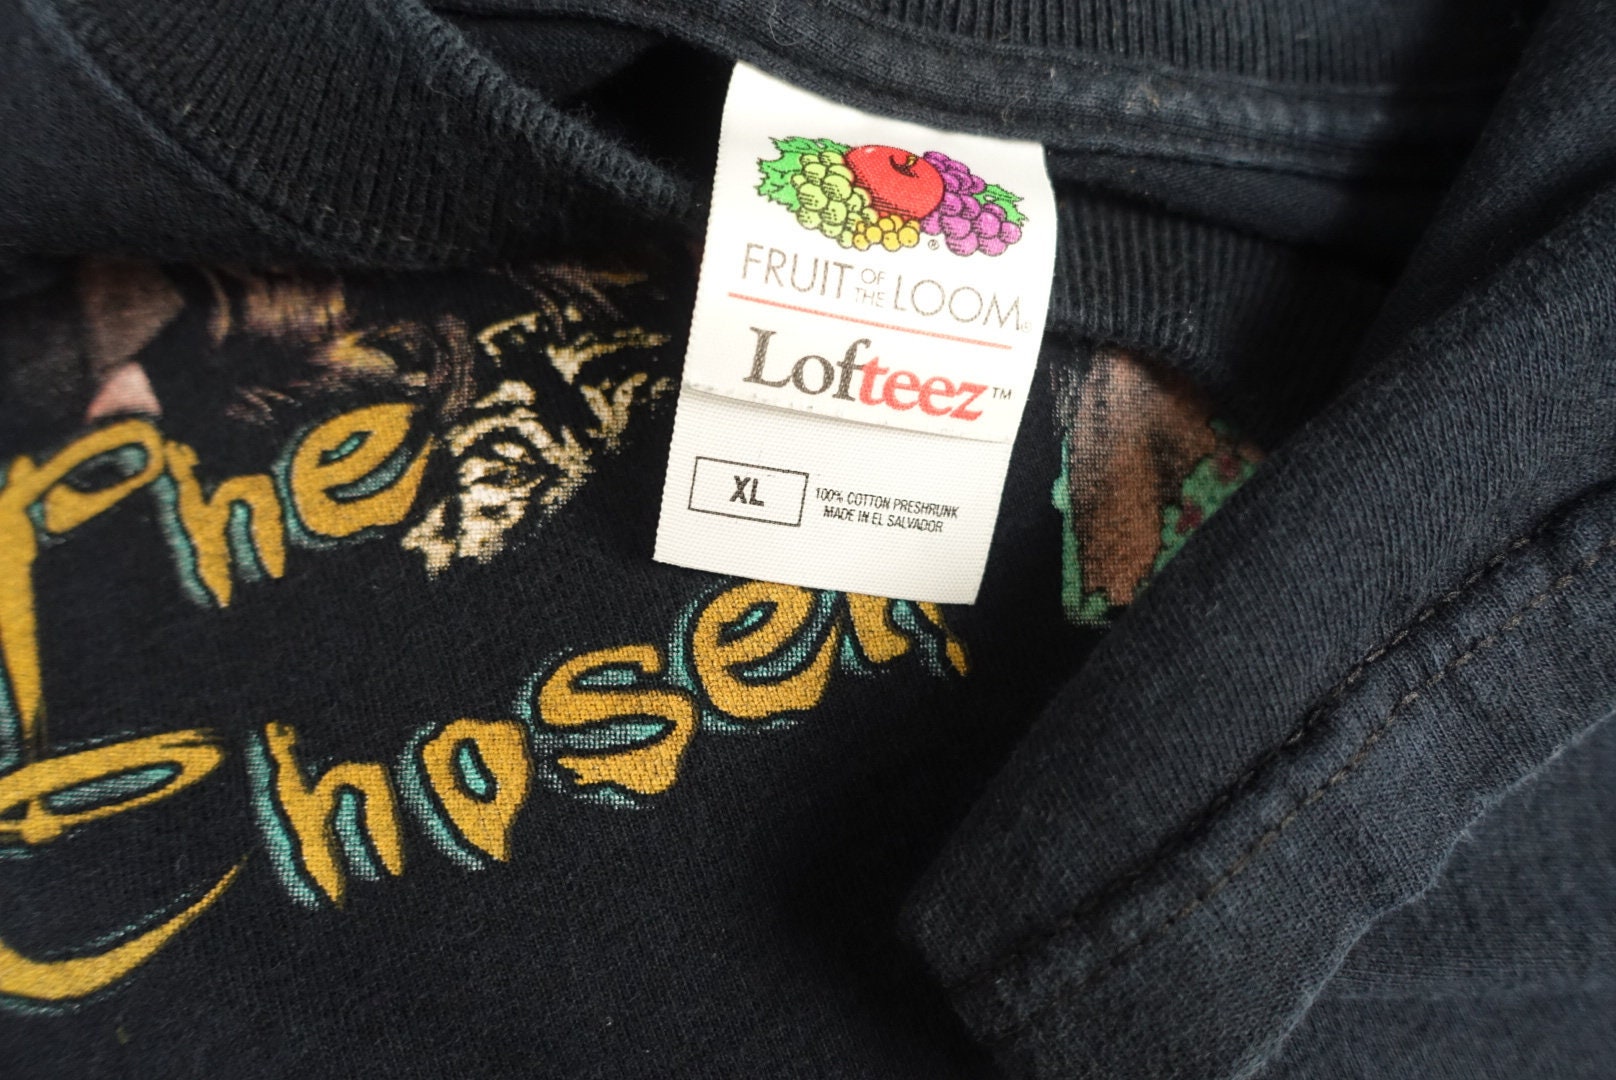 FRUIT OF THE LOOM®
Lofteez™
XL
100% COTTON PRESHRUNK
MADE IN EL SALVADOR
The
Chosen